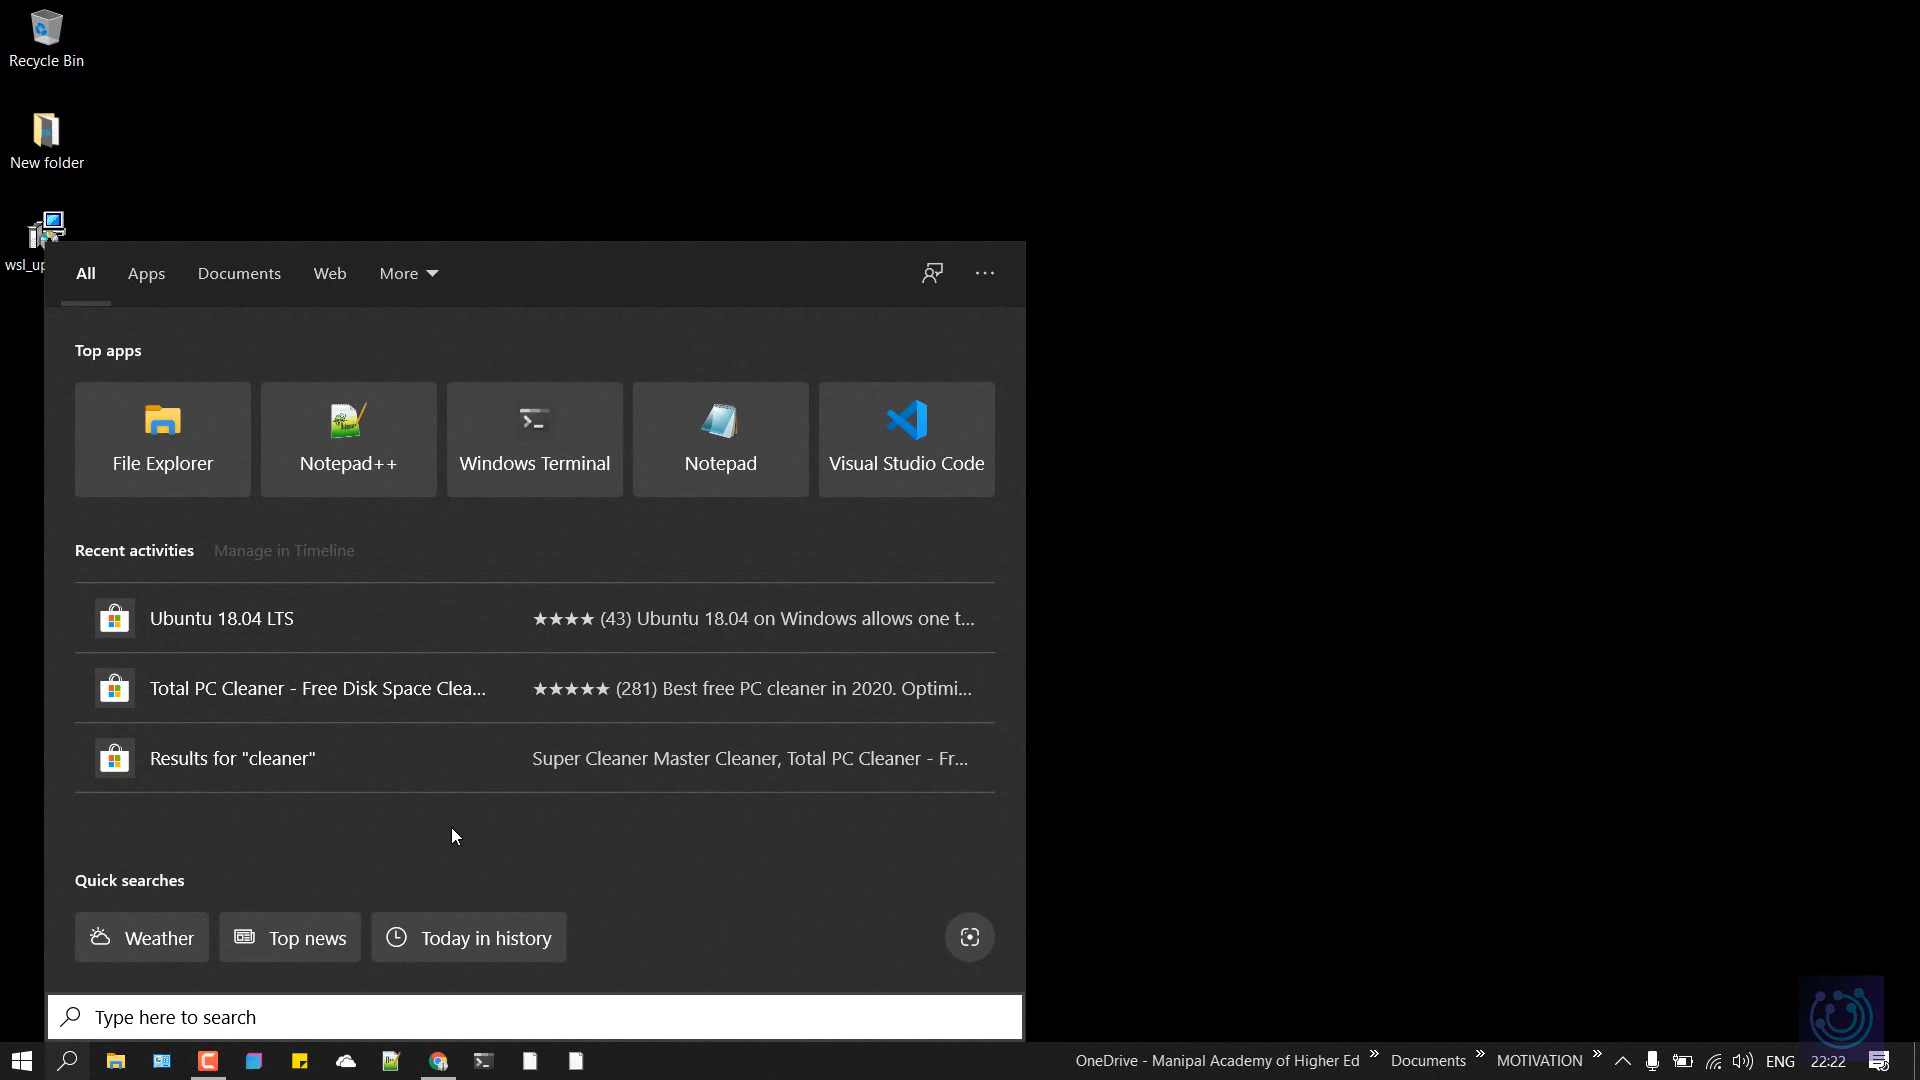 Recycle Bin
New folder
wsl_up
All Apps Documents Web More
Top apps
File Explorer Notepad++ Windows Terminal Notepad Visual Studio Code
Recent activities Manage in Timeline
Ubuntu 18.04 LTS ★★★★ (43) Ubuntu 18.04 on Windows allows one t...
Total PC Cleaner - Free Disk Space Clea... ★★★★★ (281) Best free PC cleaner in 2020. Optimi...
Results for "cleaner" Super Cleaner Master Cleaner, Total PC Cleaner - Fr...
Quick searches
Weather Top news Today in history
Type here to search
OneDrive - Manipal Academy of Higher Ed » Documents » MOTIVATION » ENG 22:22